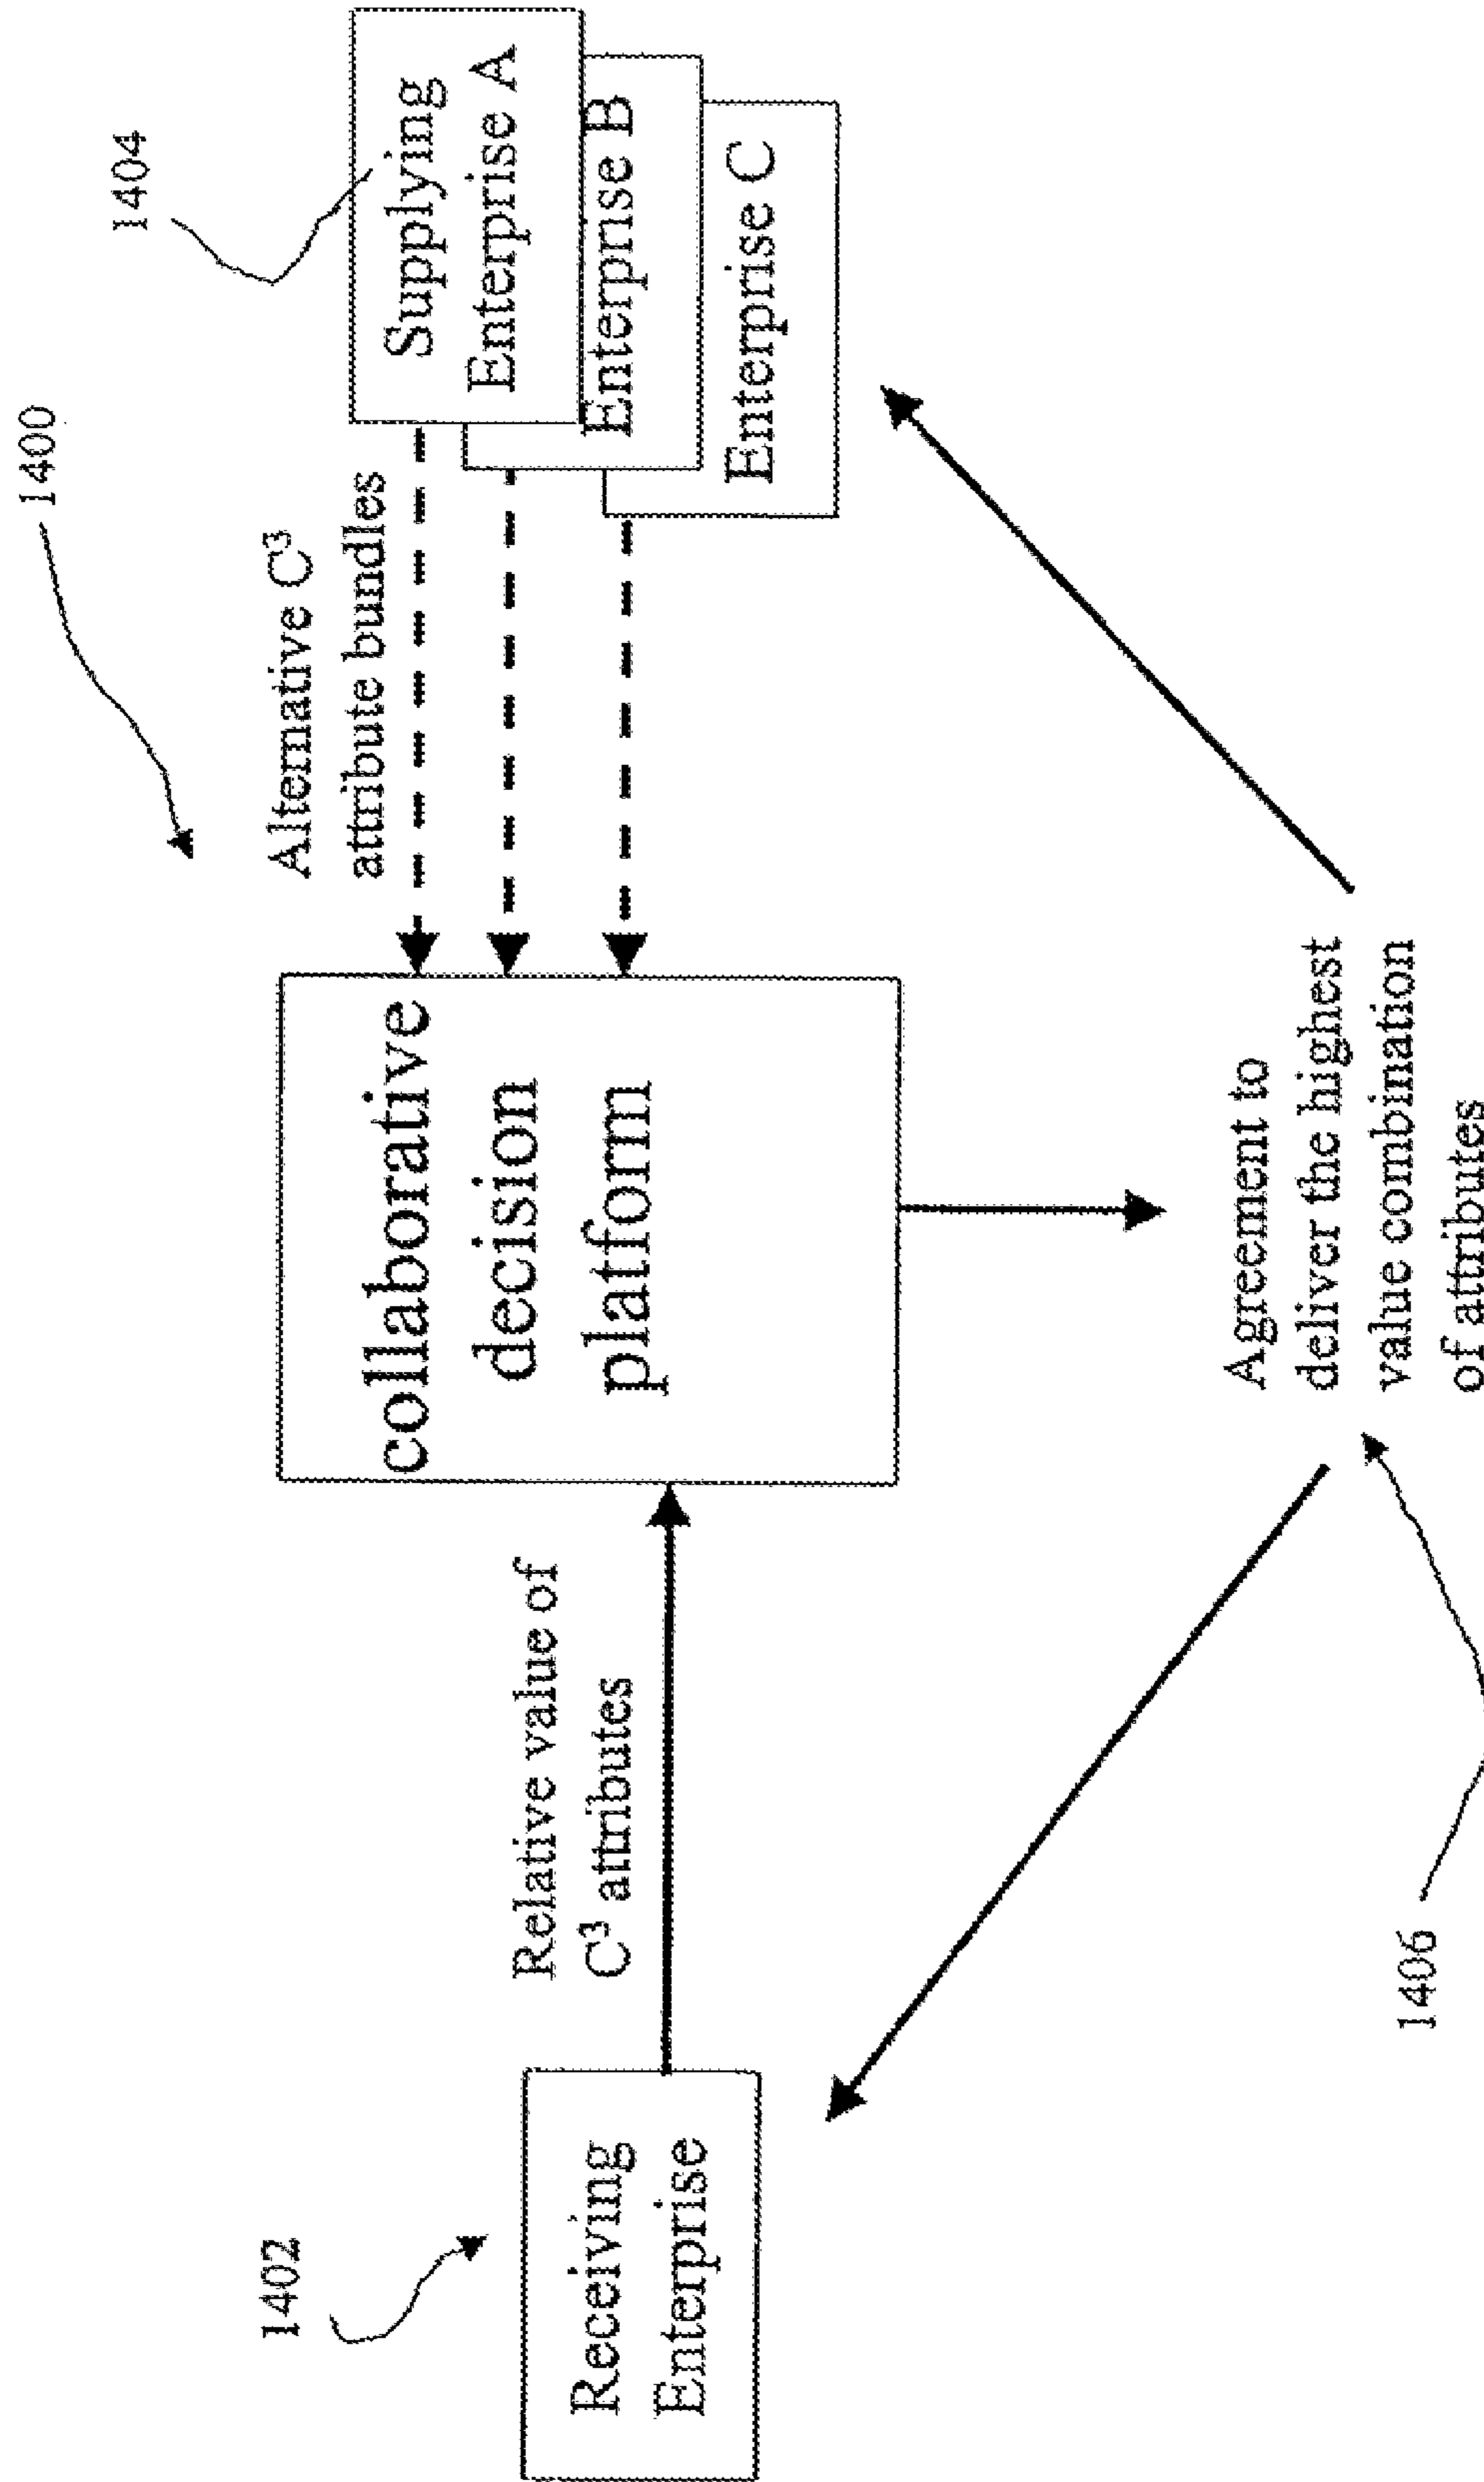 1400
1404
Alternative C³
attribute bundles
Supplying
Enterprise A
Enterprise B
Enterprise C
collaborative
decision
platform
1402
Receiving
Enterprise
Relative value of
C³ attributes
Agreement to
deliver the highest
value combination
of attributes
1406